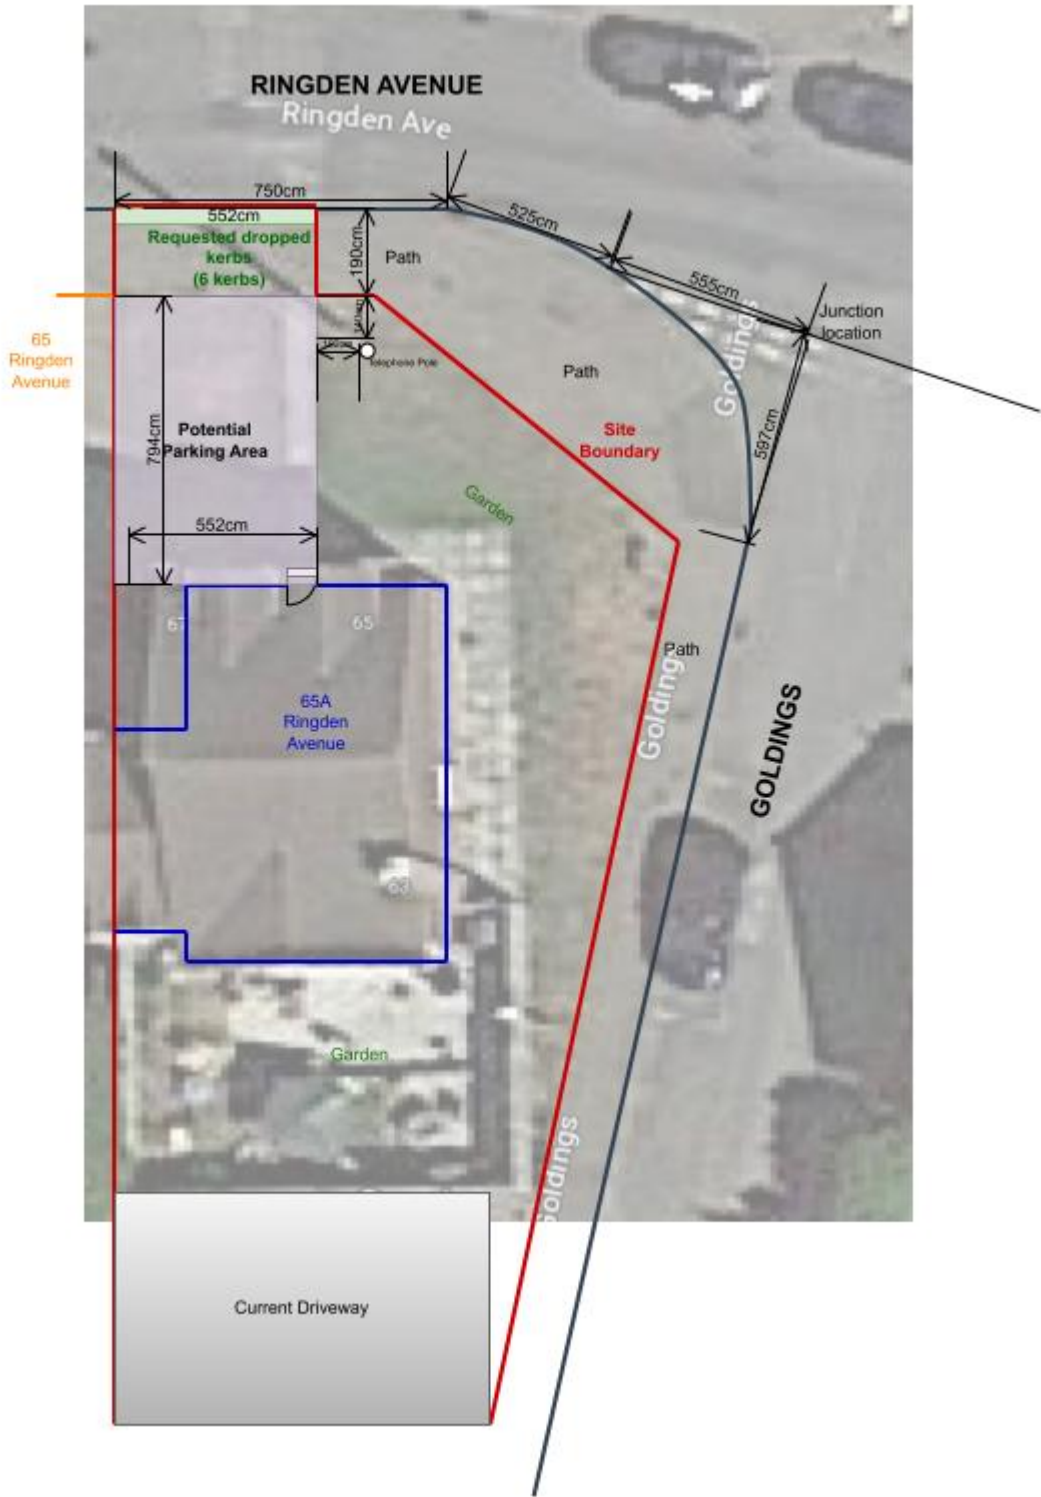 RINGDEN AVENUE
Ringden Ave
750cm
552cm
525cm
Requested dropped
kerbs
(6 kerbs)
190cm
Path
555cm
Junction
location
65
Ringden
Avenue
Telephone Pole
Goldings
Path
Potential
Parking Area
794cm
Site
Boundary
597cm
Garden
552cm
67
65
Path
65A
Ringden
Avenue
Golding
GOLDINGS
63
Garden
Goldings
Current Driveway